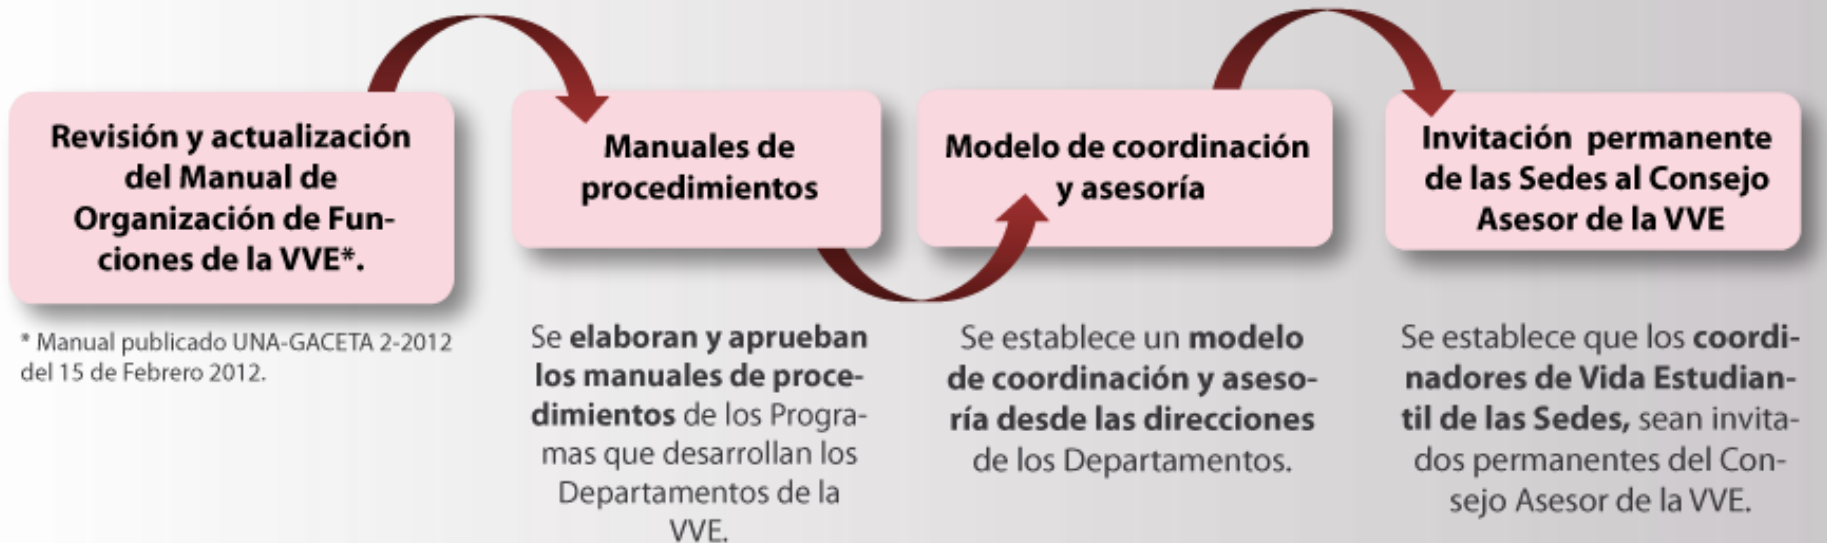 Revisión y actualización
del Manual de
Organización de Fun-
ciones de la VVE*.
* Manual publicado UNA-GACETA 2-2012
del 15 de Febrero 2012.
Manuales de
procedimientos
Se elaboran y aprueban
los manuales de proce-
dimientos de los Progra-
mas que desarrollan los
Departamentos de la
VVE.
Modelo de coordinación
y asesoría
Se establece un modelo
de coordinación y aseso-
ría desde las direcciones
de los Departamentos.
Invitación permanente
de las Sedes al Consejo
Asesor de la VVE
Se establece que los coordi-
nadores de Vida Estudian-
til de las Sedes, sean invita-
dos permanentes del Con-
sejo Asesor de la VVE.